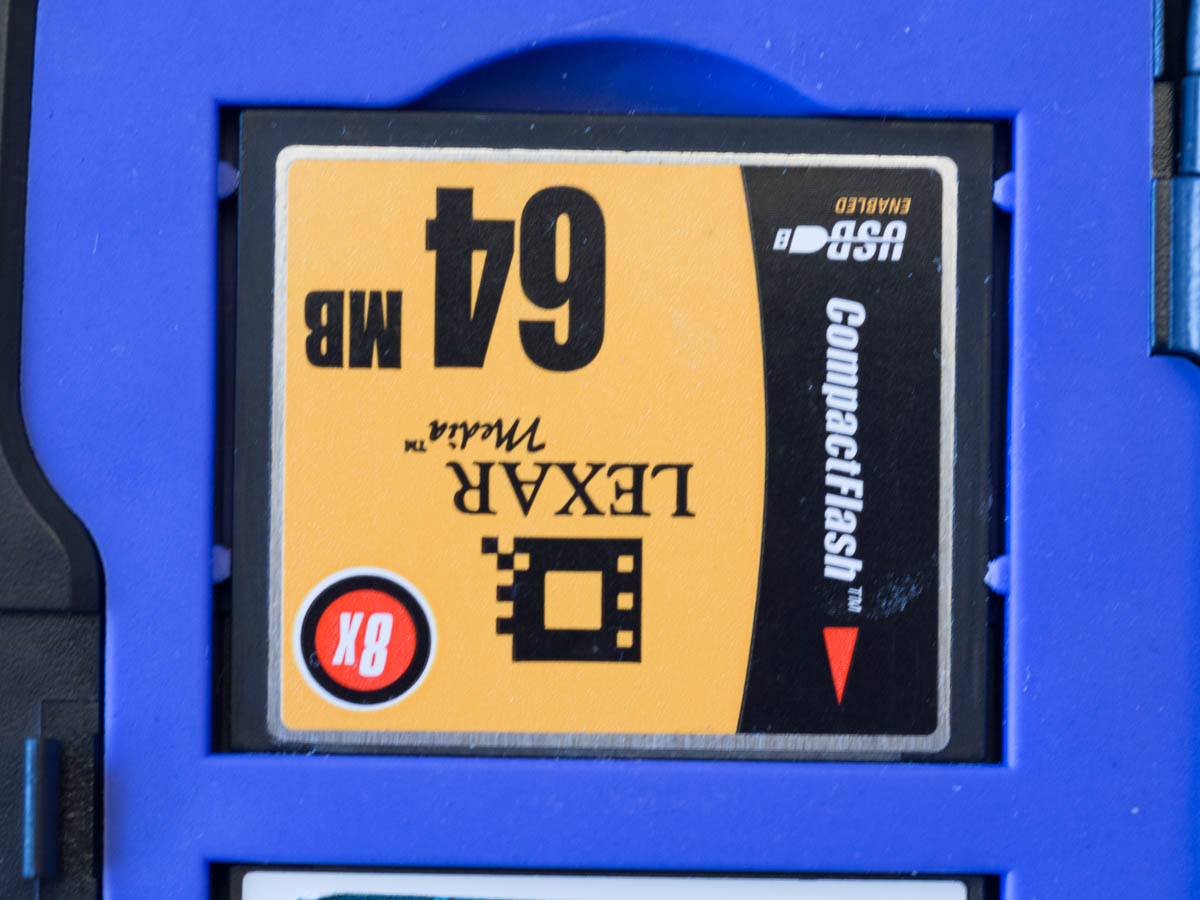 8X
LEXAR
Media™
64 MB
CompactFlash™
USB
ENABLED